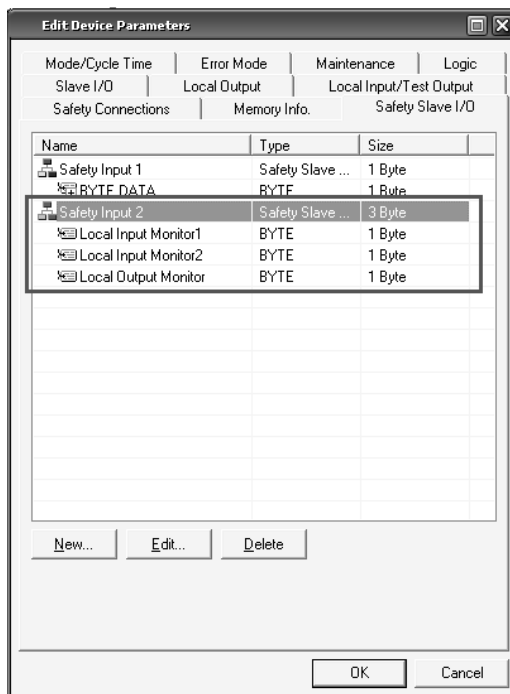 Edit Device Parameters
Mode/Cycle Time Error Mode Maintenance Logic
Slave I/O Local Output Local Input/Test Output
Safety Connections Memory Info. Safety Slave I/O
Name Type Size
Safety Input 1 Safety Slave ... 1 Byte
BYTE DATA BYTE 1 Byte
Safety Input 2 Safety Slave ... 3 Byte
Local Input Monitor1 BYTE 1 Byte
Local Input Monitor2 BYTE 1 Byte
Local Output Monitor BYTE 1 Byte
New... Edit... Delete
OK Cancel